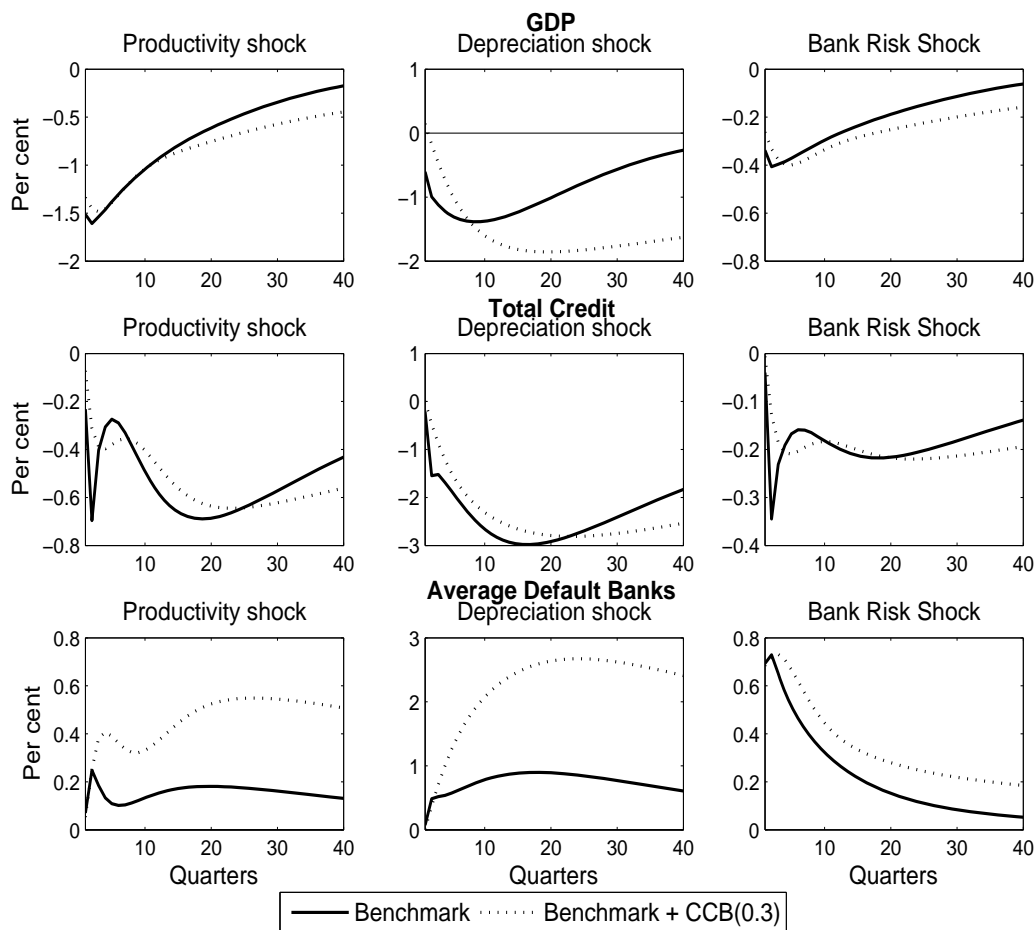 GDP
Productivity shock Depreciation shock Bank Risk Shock
Per cent
0
−0.5
−1
−1.5
−2
10 20 30 40
1
0
−1
−2
10 20 30 40
0
−0.2
−0.4
−0.6
−0.8
10 20 30 40
Total Credit
Productivity shock Depreciation shock Bank Risk Shock
Per cent
0
−0.2
−0.4
−0.6
−0.8
10 20 30 40
1
0
−1
−2
−3
10 20 30 40
0
−0.1
−0.2
−0.3
−0.4
10 20 30 40
Average Default Banks
Productivity shock Depreciation shock Bank Risk Shock
Per cent
0.8
0.6
0.4
0.2
0
10 20 30 40
3
2
1
0
10 20 30 40
0.8
0.6
0.4
0.2
0
10 20 30 40
Quarters Quarters Quarters
Benchmark Benchmark + CCB(0.3)